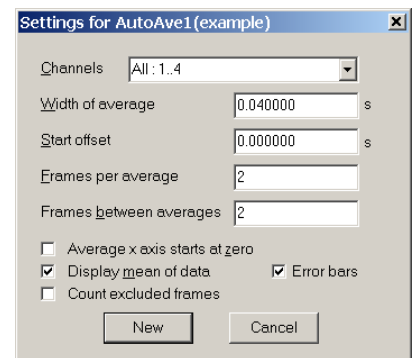 Settings for AutoAve1(example)
Channels All : 1..4
Width of average 0.040000 s
Start offset 0.000000 s
Frames per average 2
Frames between averages 2
Average x axis starts at zero
Display mean of data Error bars
Count excluded frames
New Cancel